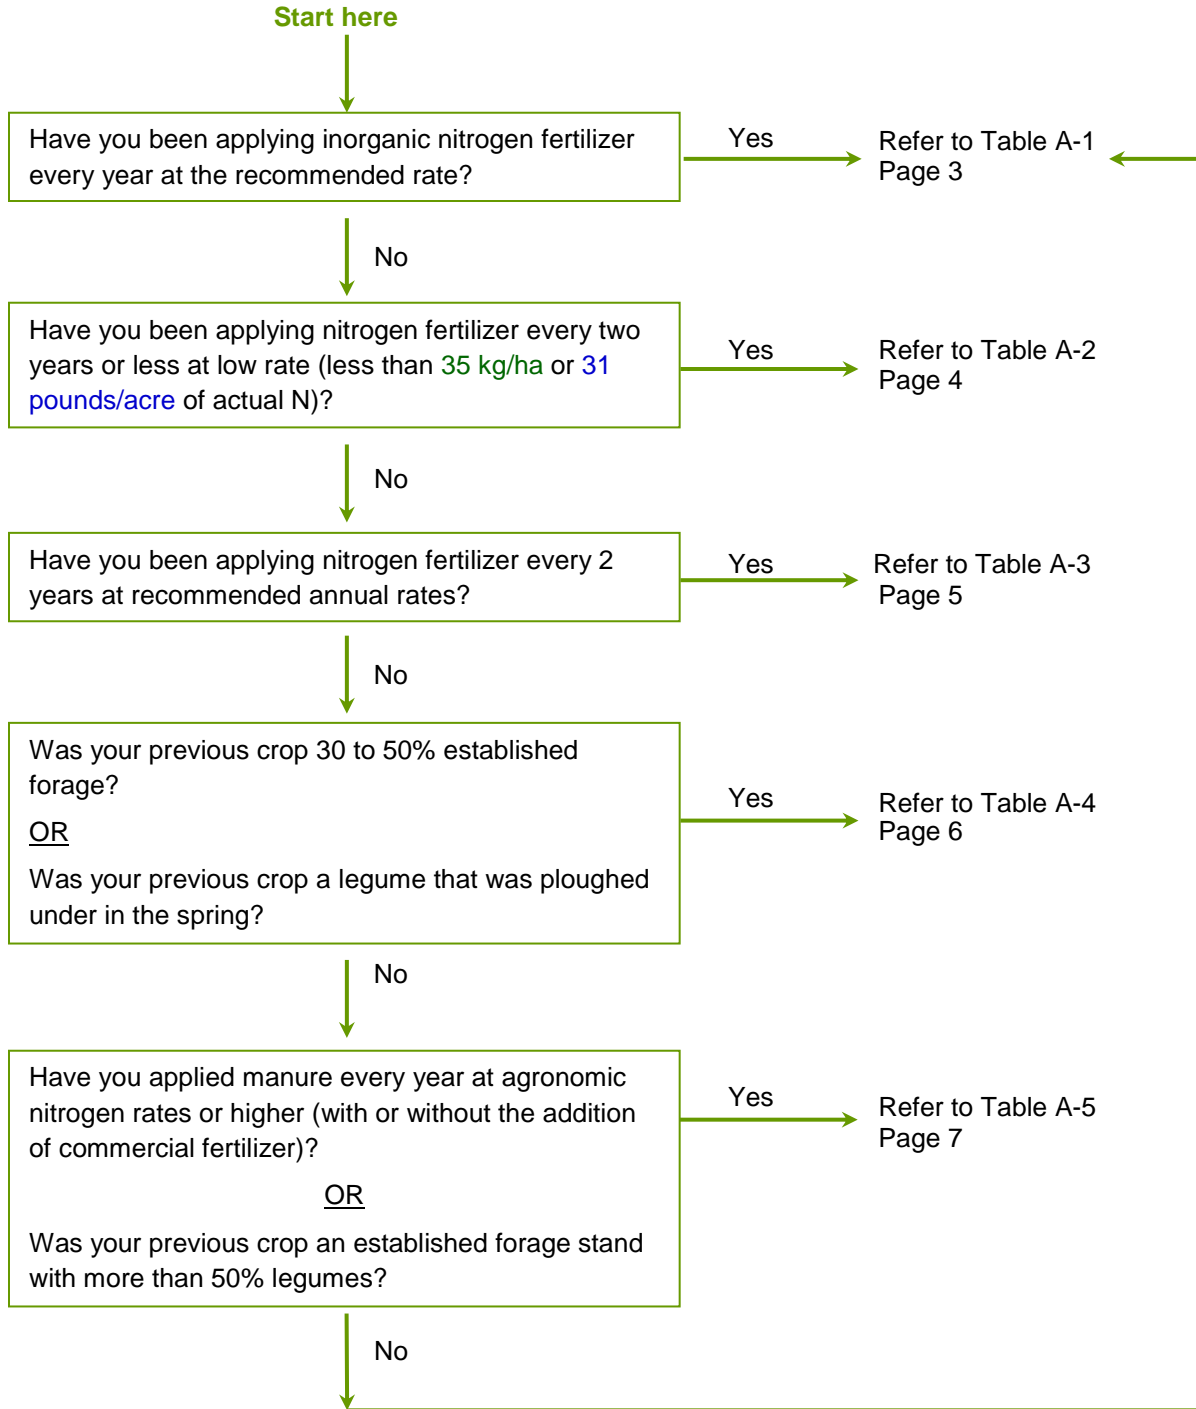 Start here
Have you been applying inorganic nitrogen fertilizer
every year at the recommended rate?
Yes
Refer to Table A-1
Page 3
No
Have you been applying nitrogen fertilizer every two
years or less at low rate (less than 35 kg/ha or 31
pounds/acre of actual N)?
Yes
Refer to Table A-2
Page 4
No
Have you been applying nitrogen fertilizer every 2
years at recommended annual rates?
Yes
Refer to Table A-3
Page 5
No
Was your previous crop 30 to 50% established
forage?
OR
Was your previous crop a legume that was ploughed
under in the spring?
Yes
Refer to Table A-4
Page 6
No
Have you applied manure every year at agronomic
nitrogen rates or higher (with or without the addition
of commercial fertilizer)?
OR
Was your previous crop an established forage stand
with more than 50% legumes?
Yes
Refer to Table A-5
Page 7
No